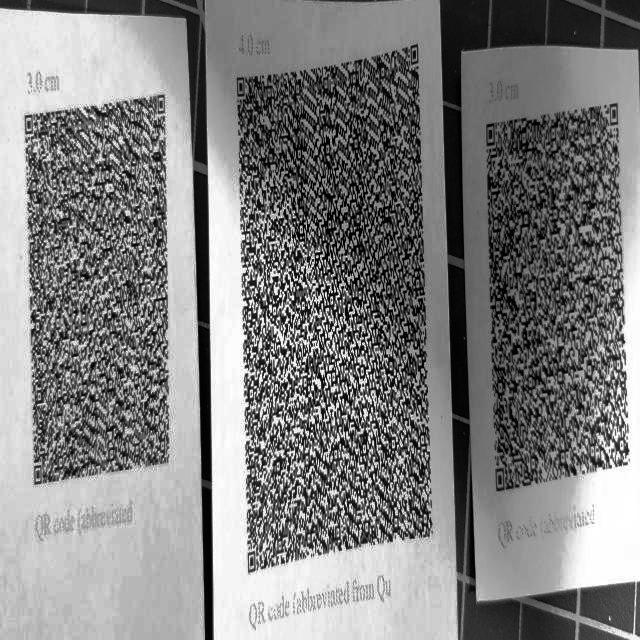 3.0 cm
QR code (abbreviated
4.0 cm
QR code (abbreviated from Qu
3.0 cm
QR code (abbreviated